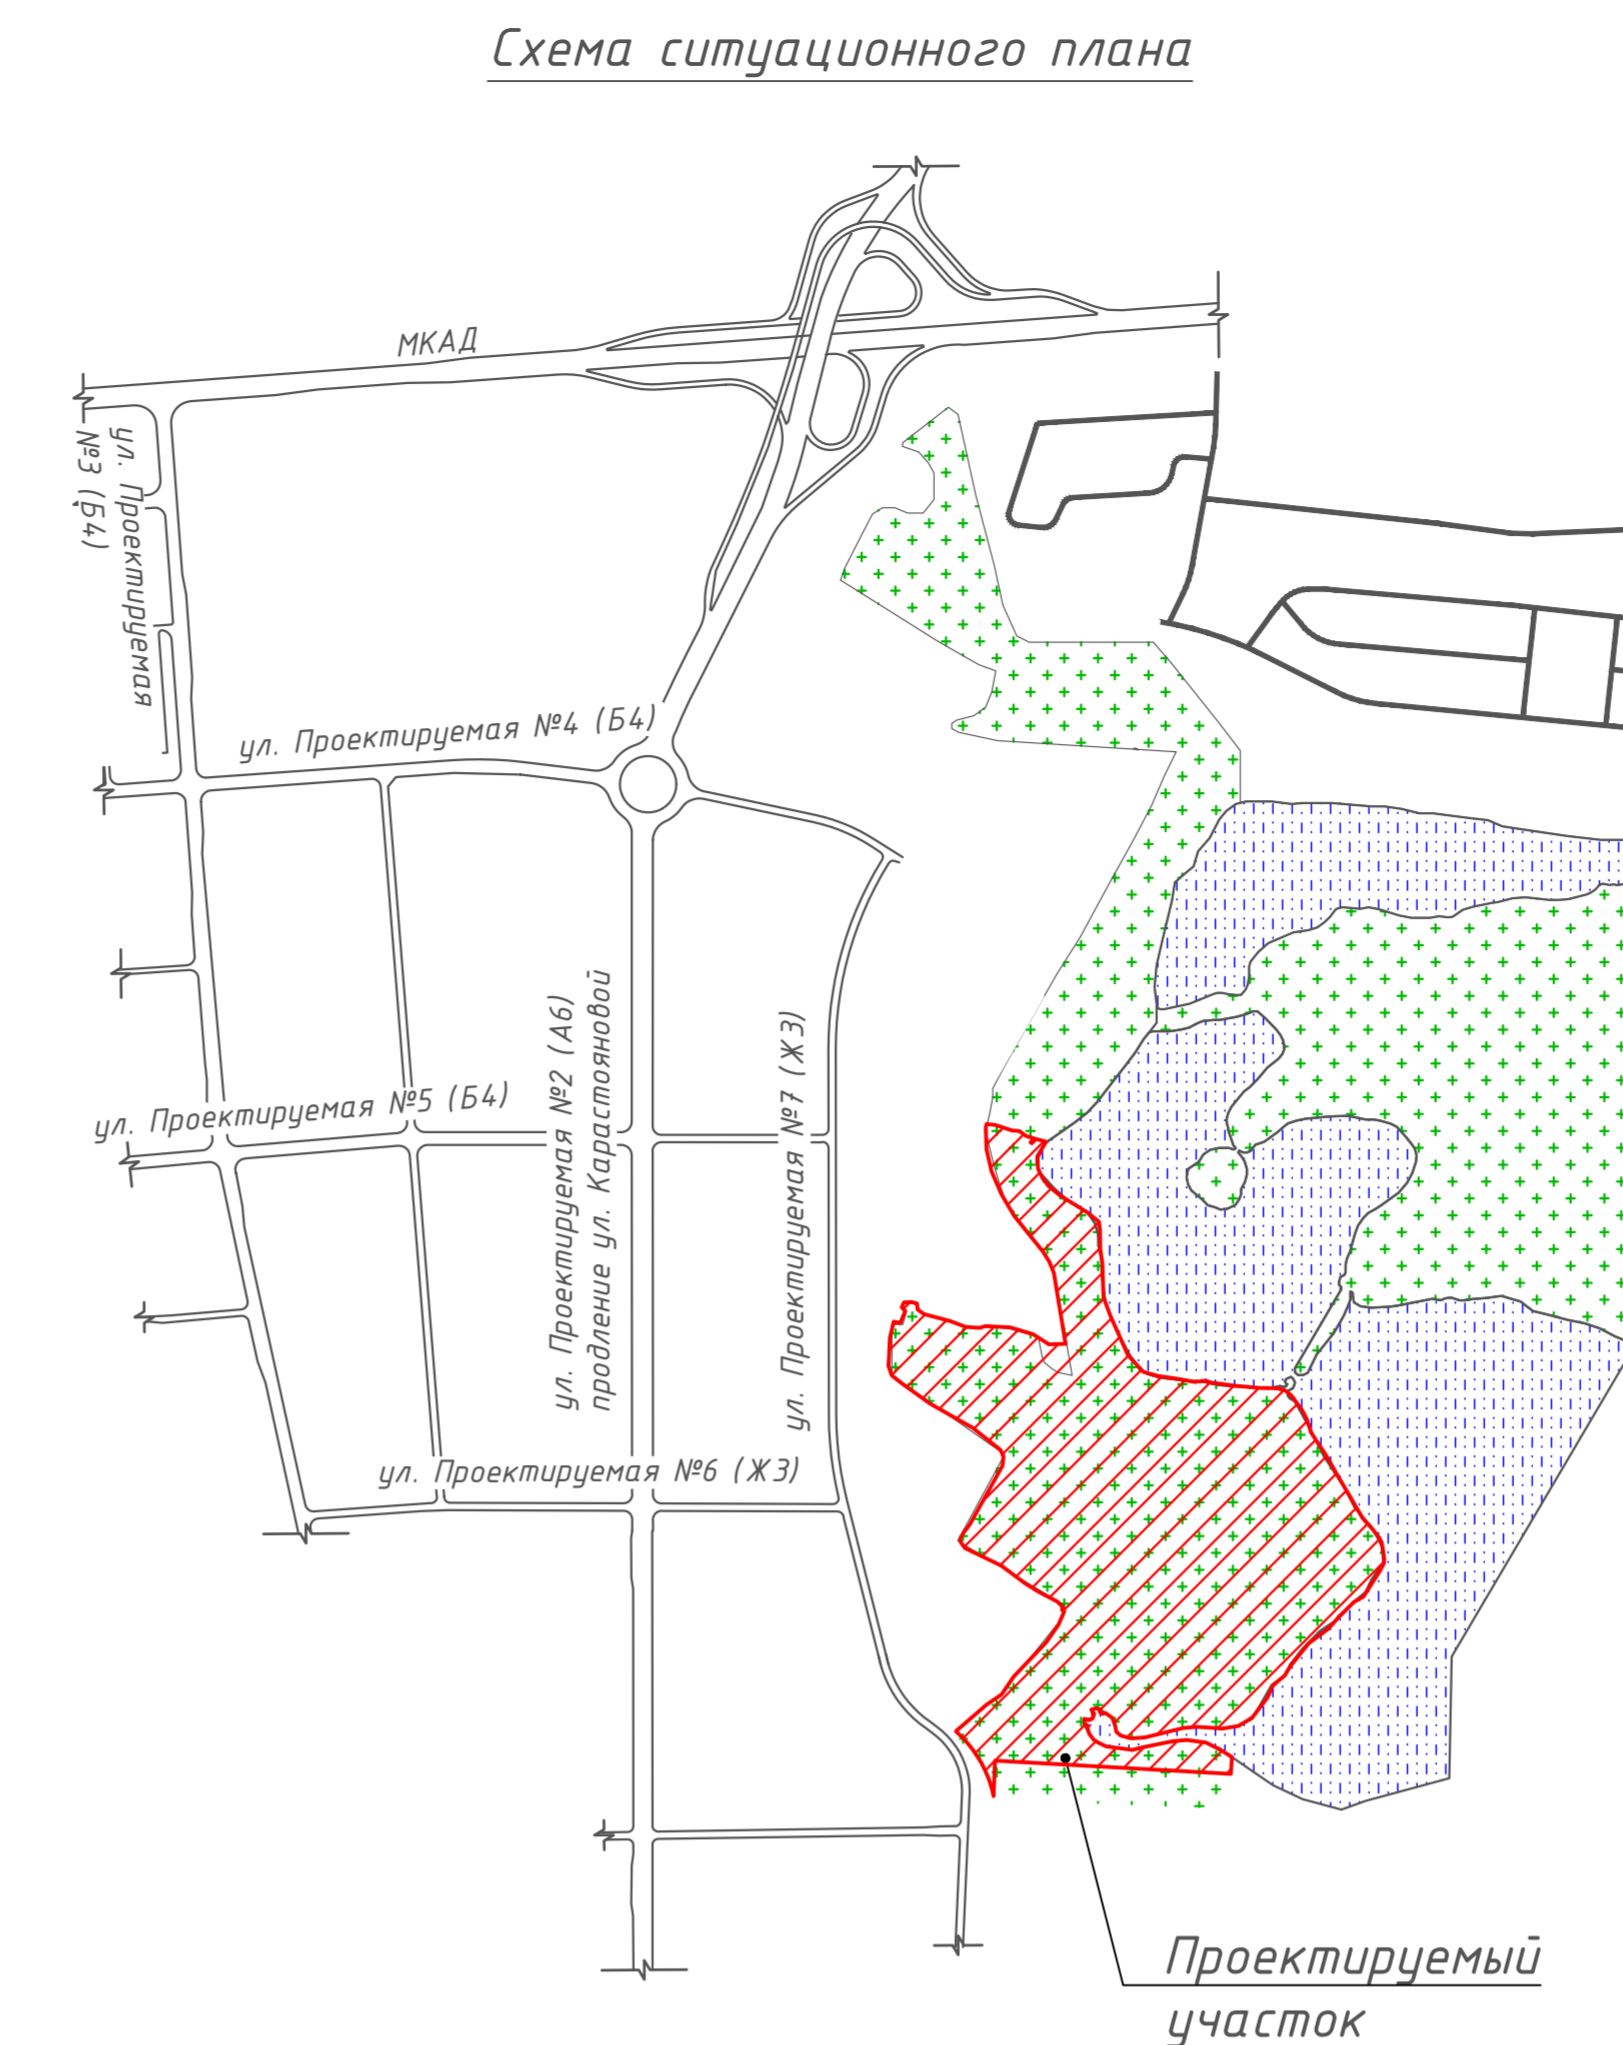 Схема ситуационного плана
МКАД
ул. Проектируемая
№3 (Б4)
ул. Проектируемая №4 (Б4)
ул. Проектируемая №5 (Б4)
ул. Проектируемая №2 (А6)
продление ул. Карастояновой
ул. Проектируемая №7 (Ж3)
ул. Проектируемая №6 (Ж3)
Проектируемый
участок